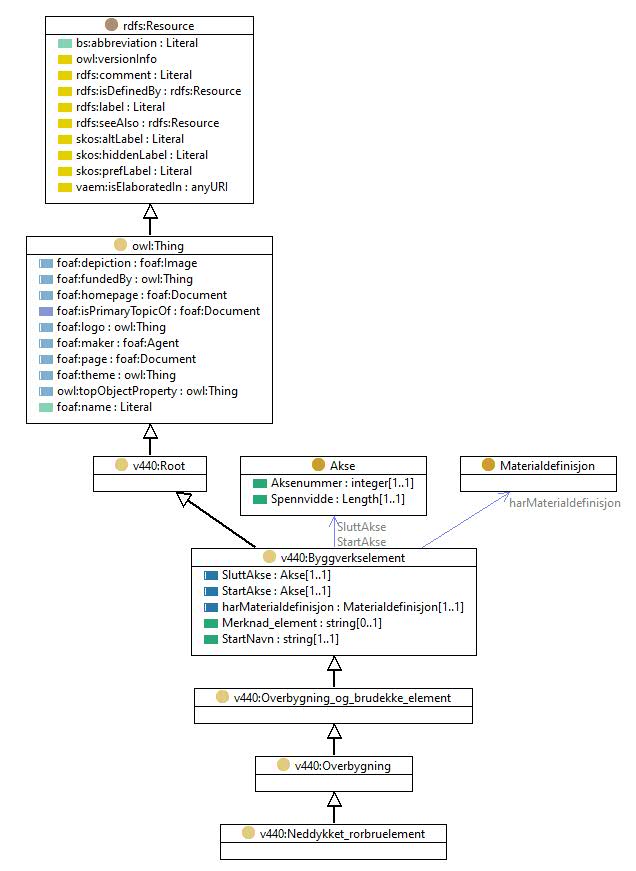 rdfs:Resource
bs:abbreviation : Literal
owl:versionInfo
rdfs:comment : Literal
rdfs:isDefinedBy : rdfs:Resource
rdfs:label : Literal
rdfs:seeAlso : rdfs:Resource
skos:altLabel : Literal
skos:hiddenLabel : Literal
skos:prefLabel : Literal
vaem:isElaboratedIn : anyURI
owl:Thing
foaf:depiction : foaf:Image
foaf:fundedBy : owl:Thing
foaf:homepage : foaf:Document
foaf:isPrimaryTopicOf : foaf:Document
foaf:logo : owl:Thing
foaf:maker : foaf:Agent
foaf:page : foaf:Document
foaf:theme : owl:Thing
owl:topObjectProperty : owl:Thing
foaf:name : Literal
v440:Root
Akse
Aksenummer : integer[1..1]
Spennvidde : Length[1..1]
Materialdefinisjon
harMaterialdefinisjon
SluttAkse
StartAkse
v440:Byggverkselement
SluttAkse : Akse[1..1]
StartAkse : Akse[1..1]
harMaterialdefinisjon : Materialdefinisjon[1..1]
Merknad_element : string[0..1]
StartNavn : string[1..1]
v440:Overbygning_og_brudekke_element
v440:Overbygning
v440:Neddykket_rorbruelement